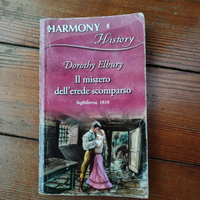 HARMONY
History
Dorothy Elbury
Il mistero
dell'erede scomparso
Inghilterra, 1816